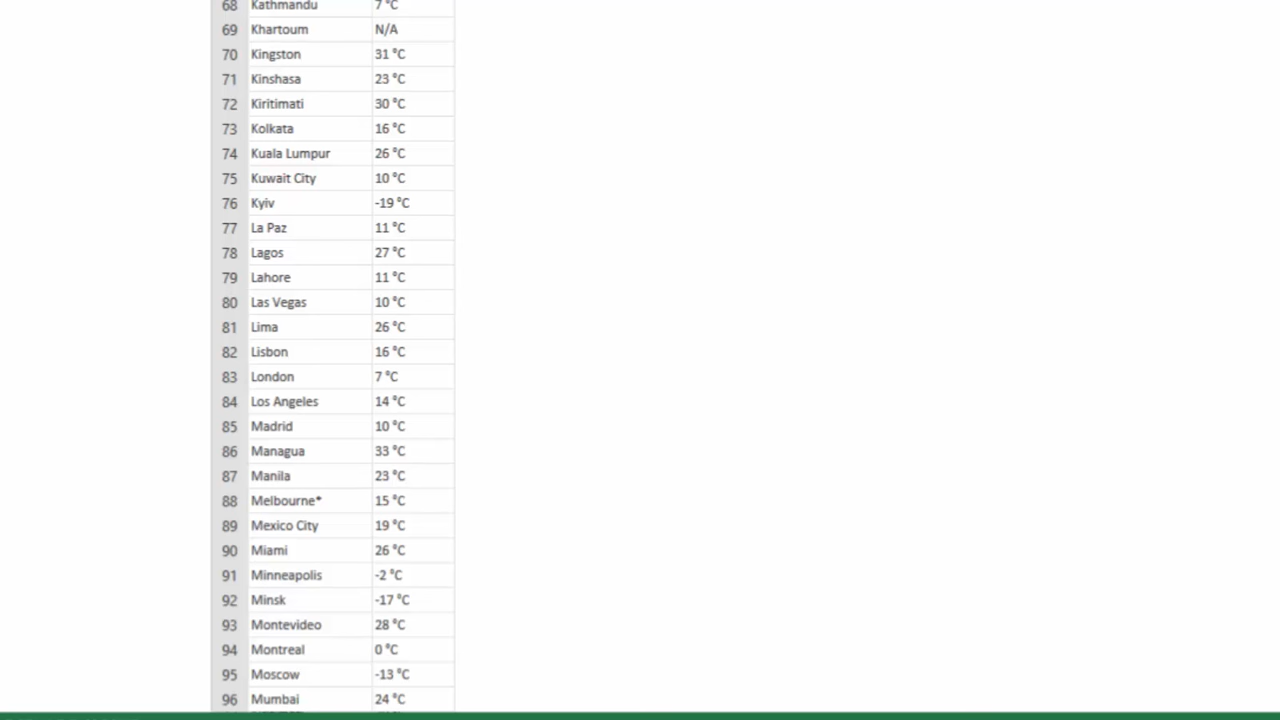 68 Kathmandu 7 °C
69 Khartoum N/A
70 Kingston 31 °C
71 Kinshasa 23 °C
72 Kiritimati 30 °C
73 Kolkata 16 °C
74 Kuala Lumpur 26 °C
75 Kuwait City 10 °C
76 Kyiv -19 °C
77 La Paz 11 °C
78 Lagos 27 °C
79 Lahore 11 °C
80 Las Vegas 10 °C
81 Lima 26 °C
82 Lisbon 16 °C
83 London 7 °C
84 Los Angeles 14 °C
85 Madrid 10 °C
86 Managua 33 °C
87 Manila 23 °C
88 Melbourne* 15 °C
89 Mexico City 19 °C
90 Miami 26 °C
91 Minneapolis -2 °C
92 Minsk -17 °C
93 Montevideo 28 °C
94 Montreal 0 °C
95 Moscow -13 °C
96 Mumbai 24 °C